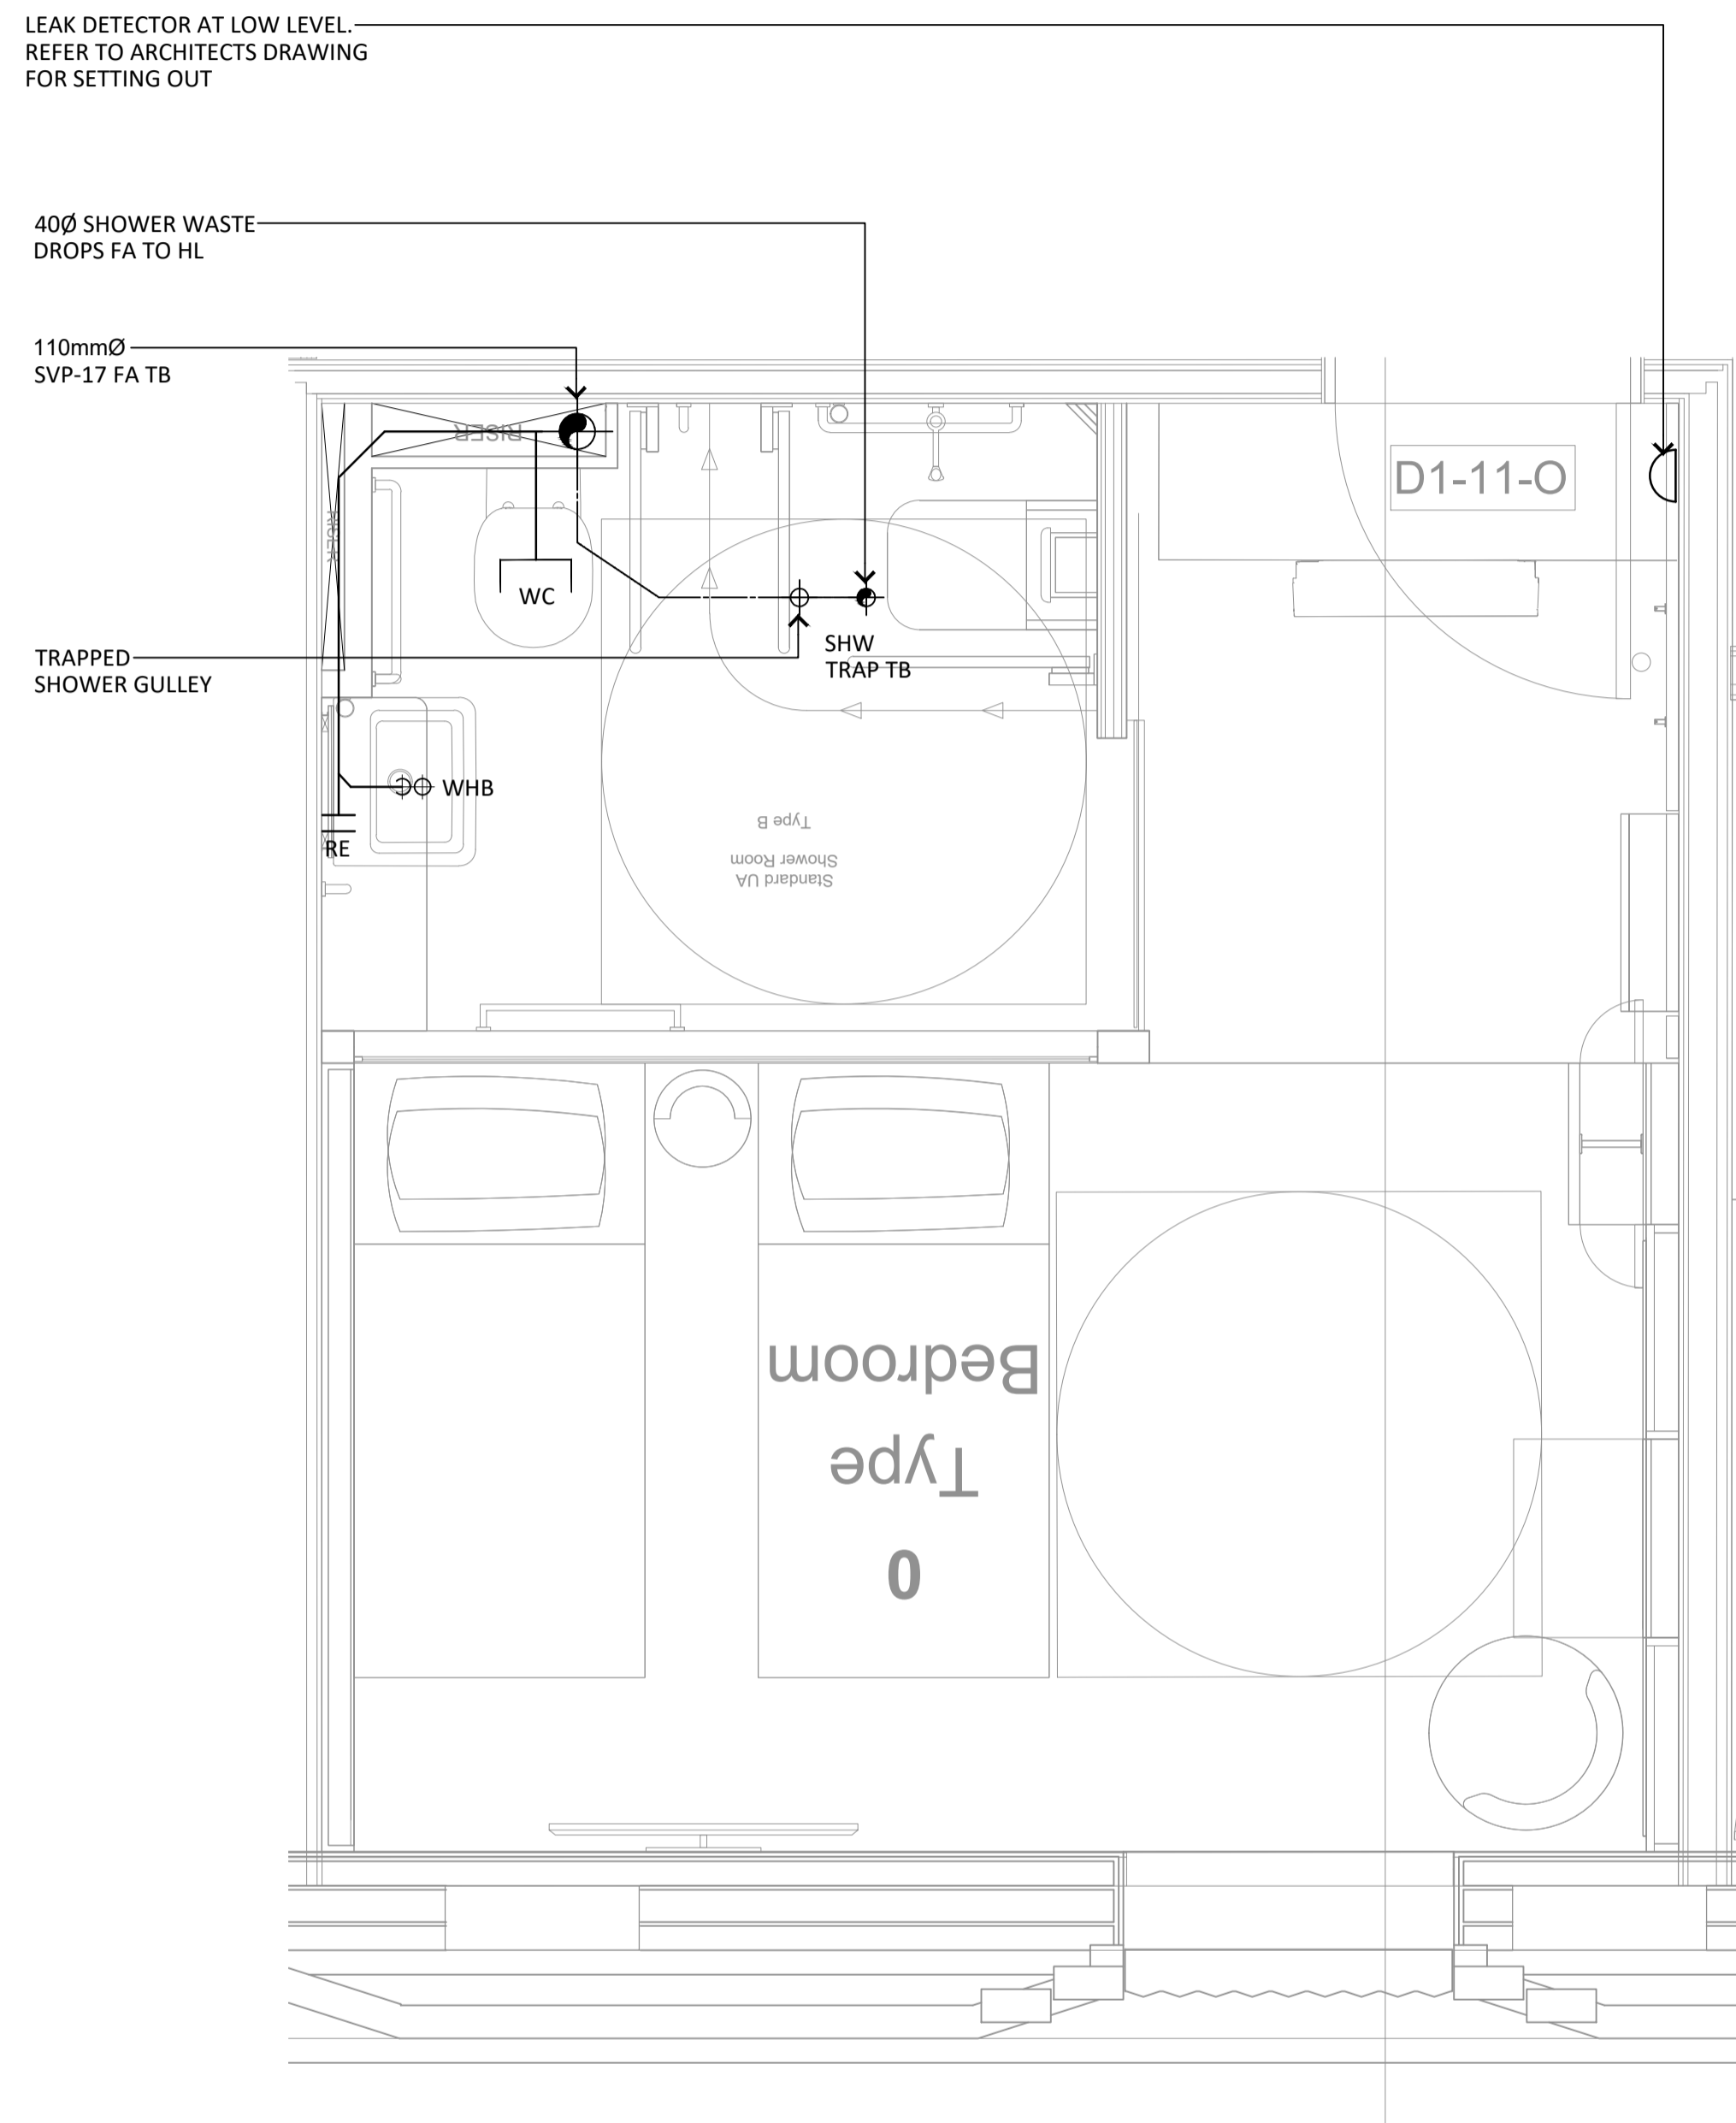 LEAK DETECTOR AT LOW LEVEL.
REFER TO ARCHITECTS DRAWING
FOR SETTING OUT
40Ø SHOWER WASTE
DROPS FA TO HL
110mmØ
SVP-17 FA TB
RISER
D1-11-O
RISER
WC
SHW
TRAP TB
TRAPPED
SHOWER GULLEY
WHB
RE
Standard UA
Shower Room
Type B
Bedroom
Type
0